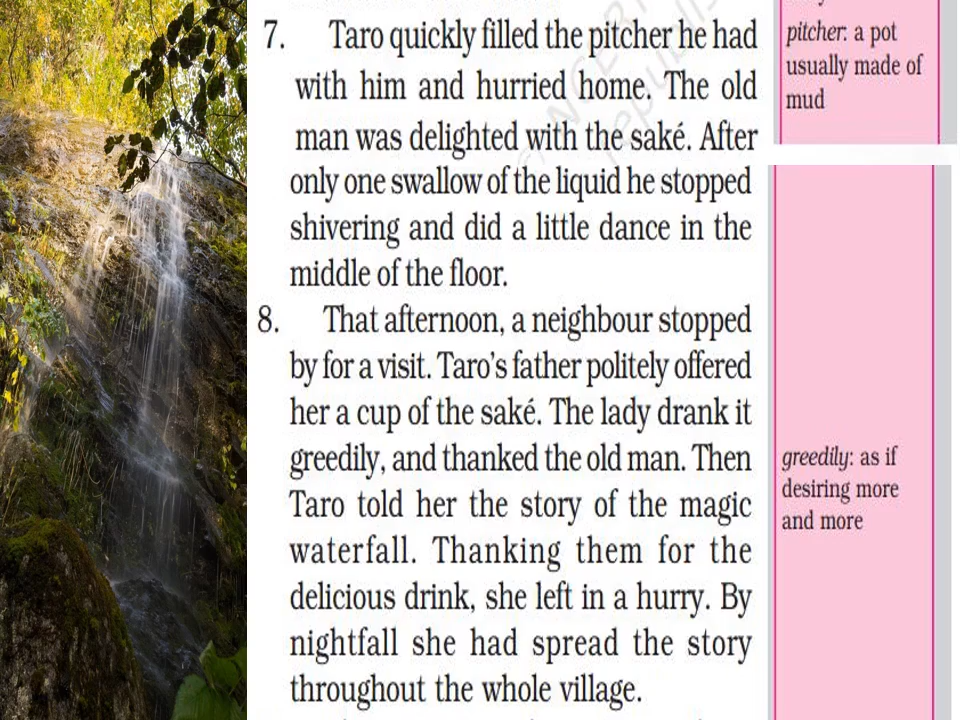 7. Taro quickly filled the pitcher he had
with him and hurried home. The old
man was delighted with the saké. After
only one swallow of the liquid he stopped
shivering and did a little dance in the
middle of the floor.
8. That afternoon, a neighbour stopped
by for a visit. Taro's father politely offered
her a cup of the saké. The lady drank it
greedily, and thanked the old man. Then
Taro told her the story of the magic
waterfall. Thanking them for the
delicious drink, she left in a hurry. By
nightfall she had spread the story
throughout the whole village.
pitcher: a pot
usually made of
mud
greedily: as if
desiring more
and more